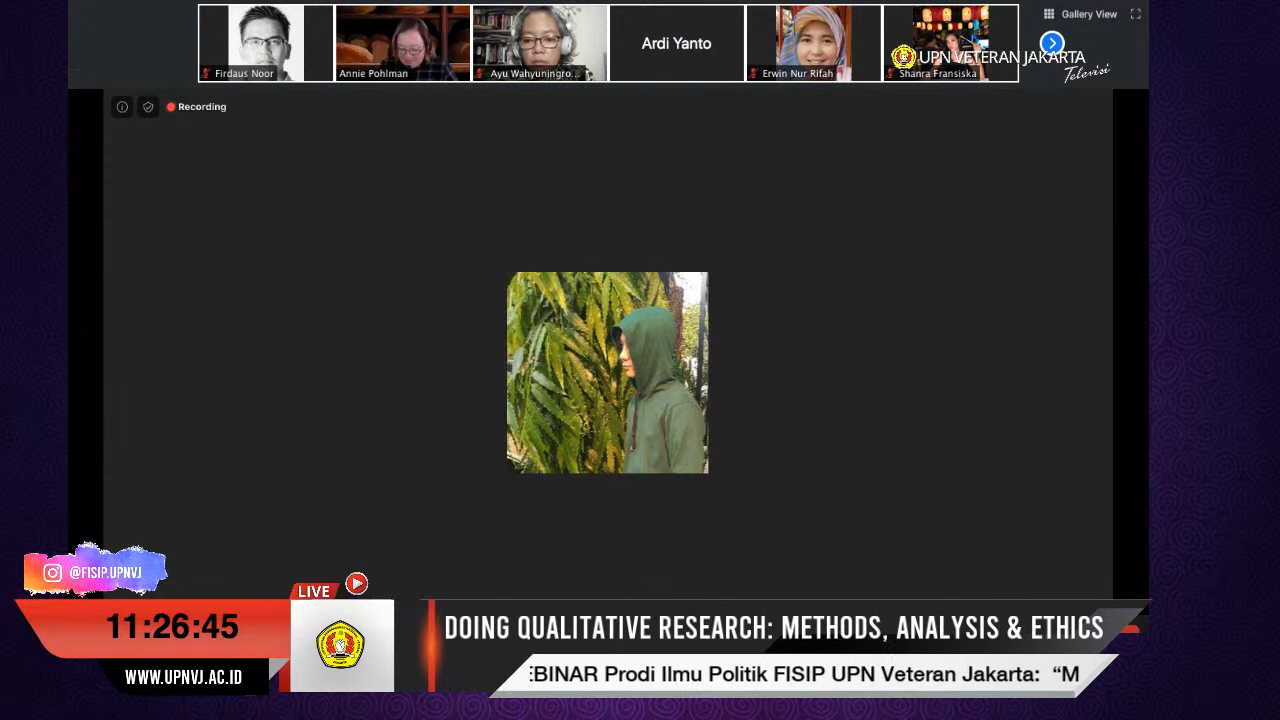 Gallery View
Ardi Yanto
UPN VETERAN JAKARTA
Televisi
Firdaus Noor
Annie Pohlman
Ayu Wahyuningro...
Erwin Nur Rifah
Shanra Fransiska
Recording
@FISIP.UPNVJ
LIVE
11:26:45
DOING QUALITATIVE RESEARCH: METHODS, ANALYSIS & ETHICS
WWW.UPNVJ.AC.ID
EBINAR Prodi Ilmu Politik FISIP UPN Veteran Jakarta: “M